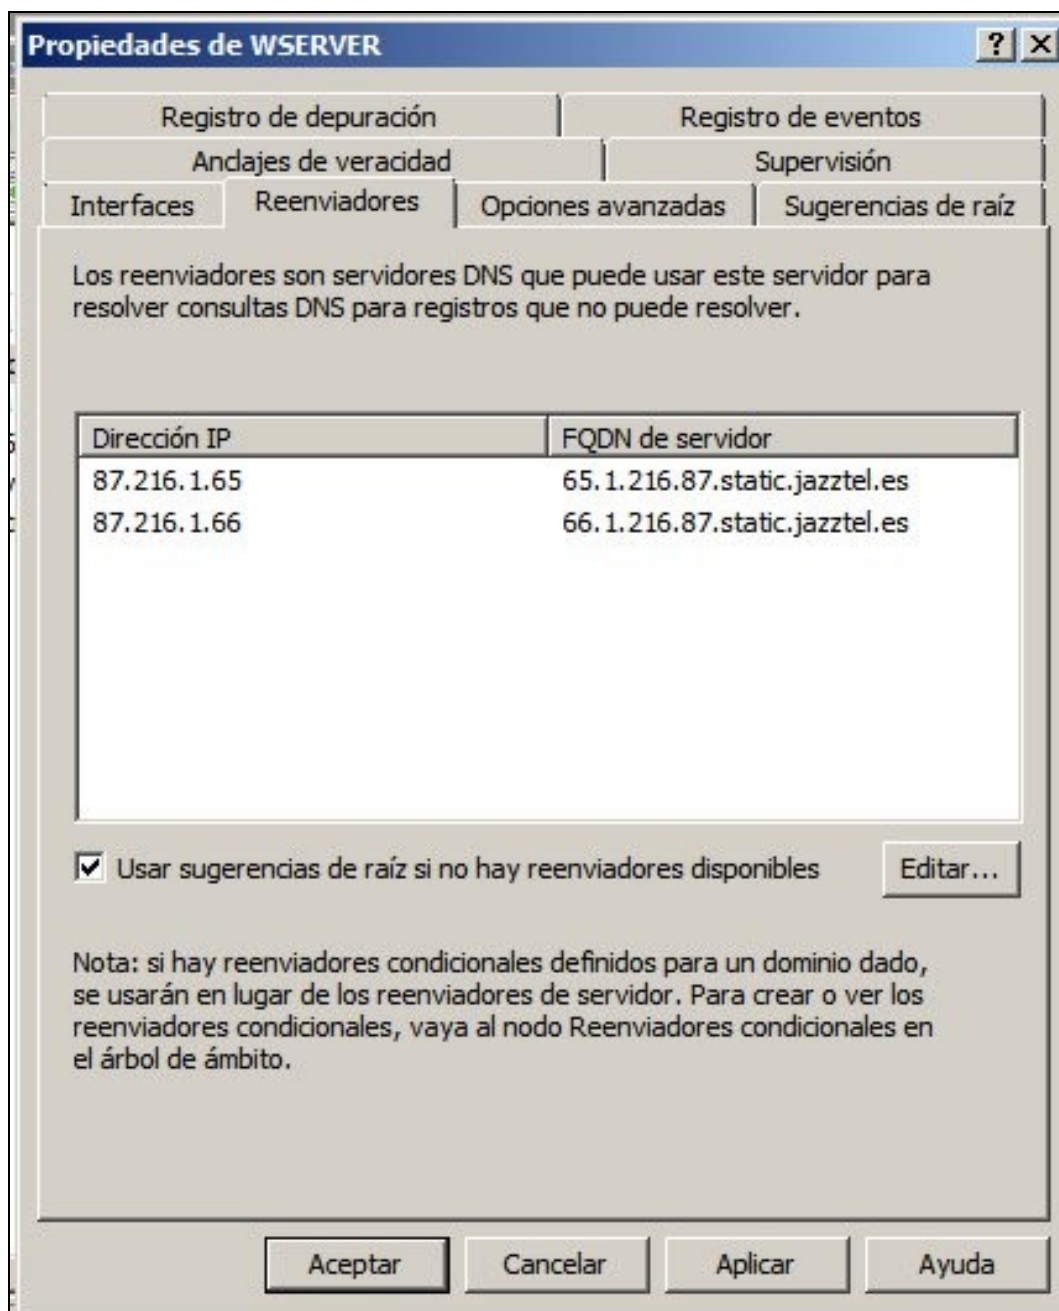 Propiedades de WSERVER
Registro de depuración
Registro de eventos
Anclajes de veracidad
Supervisión
Interfaces
Reenviadores
Opciones avanzadas
Sugerencias de raíz
Los reenviadores son servidores DNS que puede usar este servidor para
resolver consultas DNS para registros que no puede resolver.
Dirección IP
FQDN de servidor
87.216.1.65
65.1.216.87.static.jazztel.es
87.216.1.66
66.1.216.87.static.jazztel.es
Usar sugerencias de raíz si no hay reenviadores disponibles
Editar...
Nota: si hay reenviadores condicionales definidos para un dominio dado,
se usarán en lugar de los reenviadores de servidor. Para crear o ver los
reenviadores condicionales, vaya al nodo Reenviadores condicionales en
el árbol de ámbito.
Aceptar
Cancelar
Aplicar
Ayuda